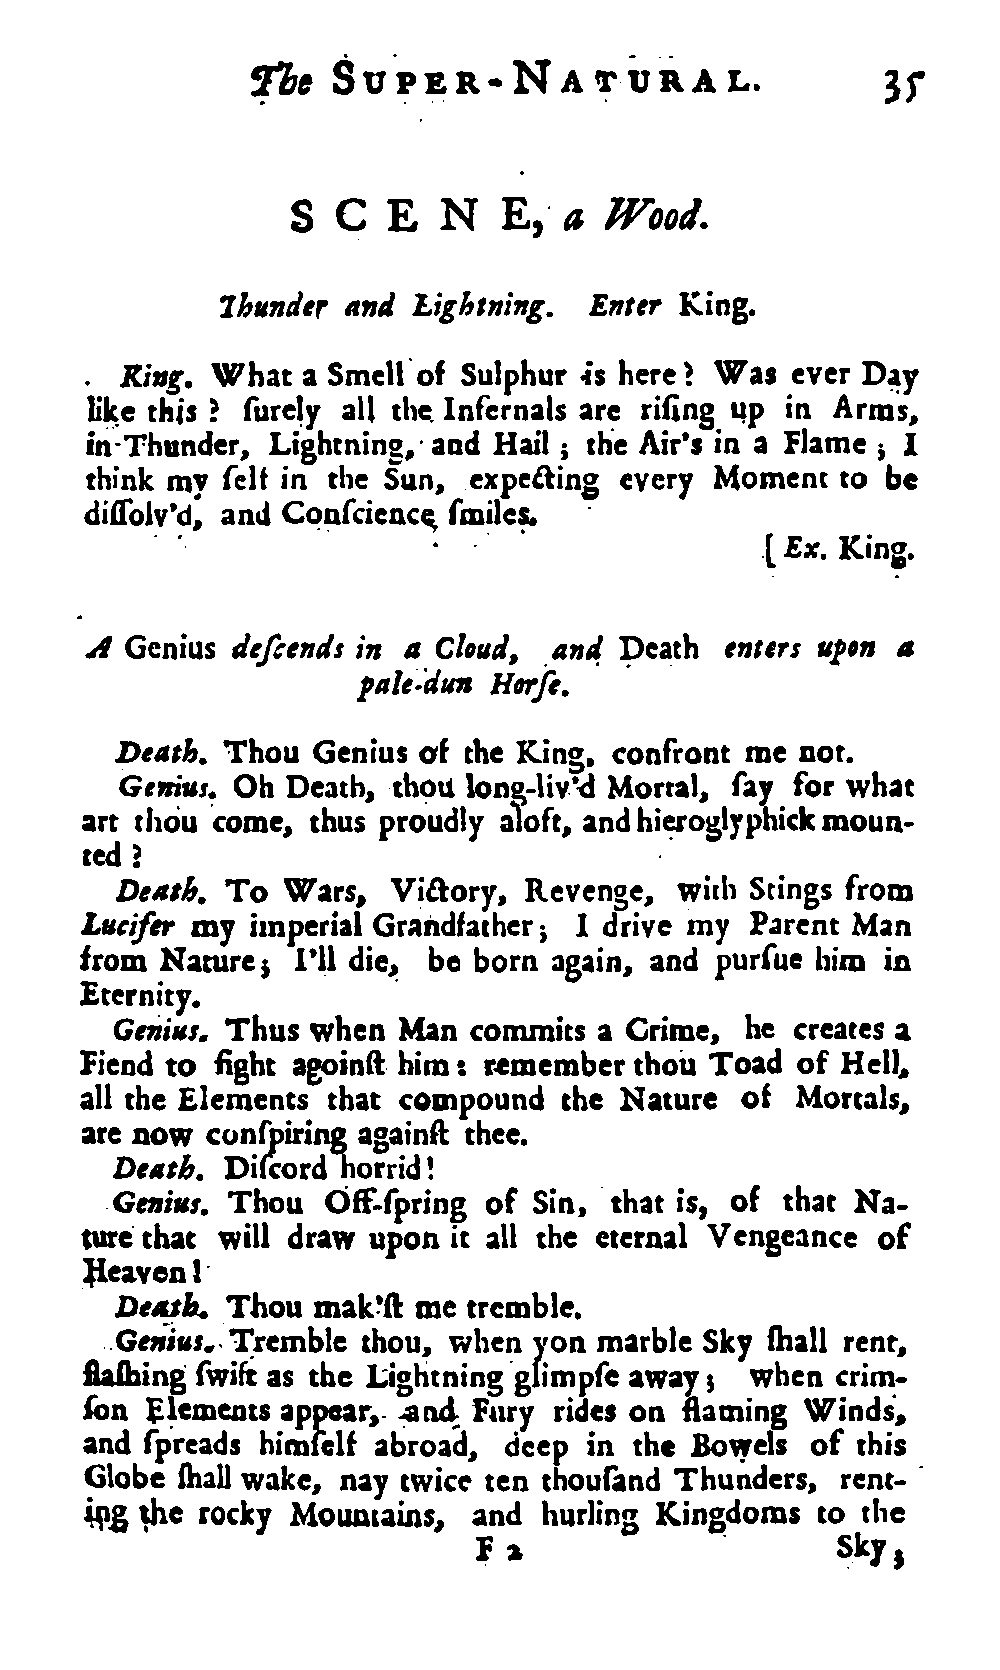 The SUPER-NATURAL. 35
SCENE, a Wood.
Thunder and Lightning. Enter King.
King. What a Smell of Sulphur is here? Was ever Day
like this? ſurely all the Infernals are riſing up in Arms,
in Thunder, Lightning, and Hail; the Air's in a Flame; I
think my ſelf in the Sun, expecting every Moment to be
diſſolv'd, and Conſcience ſmiles.
[Ex. King.
A Genius deſcends in a Cloud, and Death enters upon a
pale-dun Horſe.
Death. Thou Genius of the King, confront me not.
Genius. Oh Death, thou long-liv'd Mortal, ſay for what
art thou come, thus proudly aloft, and hieroglyphick moun-
ted?
Death. To Wars, Victory, Revenge, with Stings from
Lucifer my imperial Grandfather; I drive my Parent Man
from Nature; I'll die, be born again, and purſue him in
Eternity.
Genius. Thus when Man commits a Crime, he creates a
Fiend to fight agoinſt him: remember thou Toad of Hell,
all the Elements that compound the Nature of Mortals,
are now conſpiring againſt thee.
Death. Diſcord horrid!
Genius. Thou Off-ſpring of Sin, that is, of that Na-
ture that will draw upon it all the eternal Vengeance of
Heaven!
Death. Thou mak'ſt me tremble.
Genius. Tremble thou, when yon marble Sky ſhall rent,
flaſhing ſwift as the Lightning glimpſe away; when crim-
ſon Elements appear, and Fury rides on flaming Winds,
and ſpreads himſelf abroad, deep in the Bowels of this
Globe ſhall wake, nay twice ten thouſand Thunders, rent-
ing the rocky Mountains, and hurling Kingdoms to the
F 2 Sky;